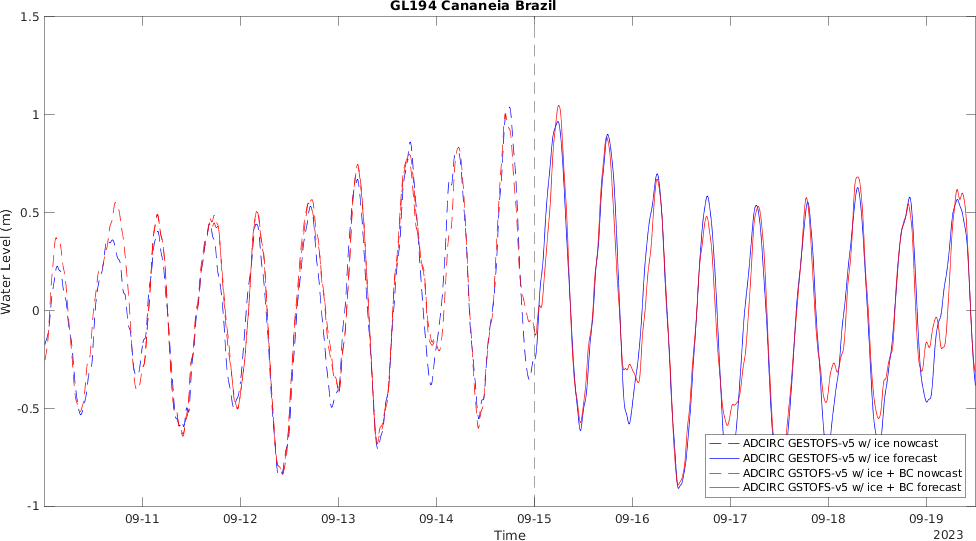 GL194 Cananeia Brazil
1.5
1
0.5
0
-0.5
-1
Water Level (m)
09-11 09-12 09-13 09-14 09-15 09-16 09-17 09-18 09-19
Time
2023
ADCIRC GESTOFS-v5 w/ ice nowcast
ADCIRC GESTOFS-v5 w/ ice forecast
ADCIRC GSTOFS-v5 w/ ice + BC nowcast
ADCIRC GSTOFS-v5 w/ ice + BC forecast